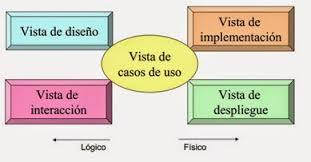 Vista de diseño
Vista de
implementación
Vista de
casos de uso
Vista de
interacción
Vista de
despliegue
Lógico
Físico